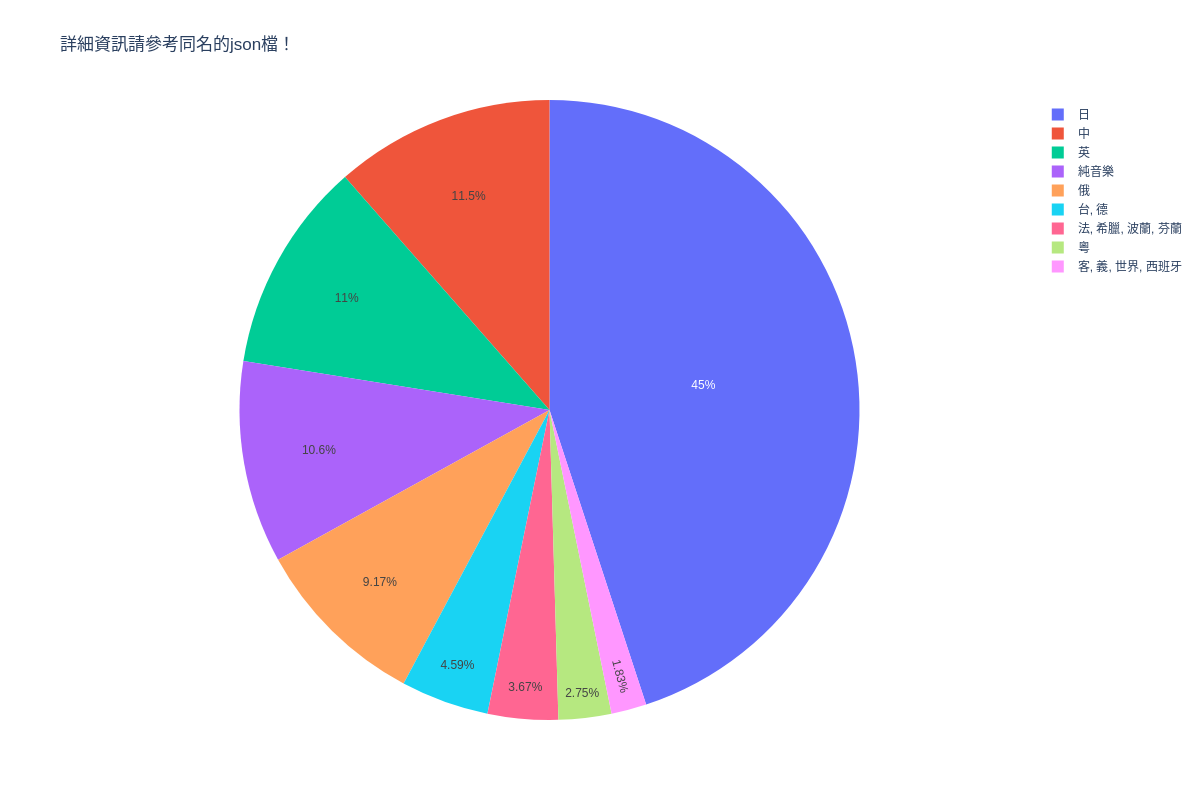 詳細資訊請參考同名的json檔！
日
中
英
純音樂
俄
台, 德
法, 希臘, 波蘭, 芬蘭
粵
客, 義, 世界, 西班牙
11.5%
11%
45%
10.6%
9.17%
4.59%
3.67%
2.75%
1.83%